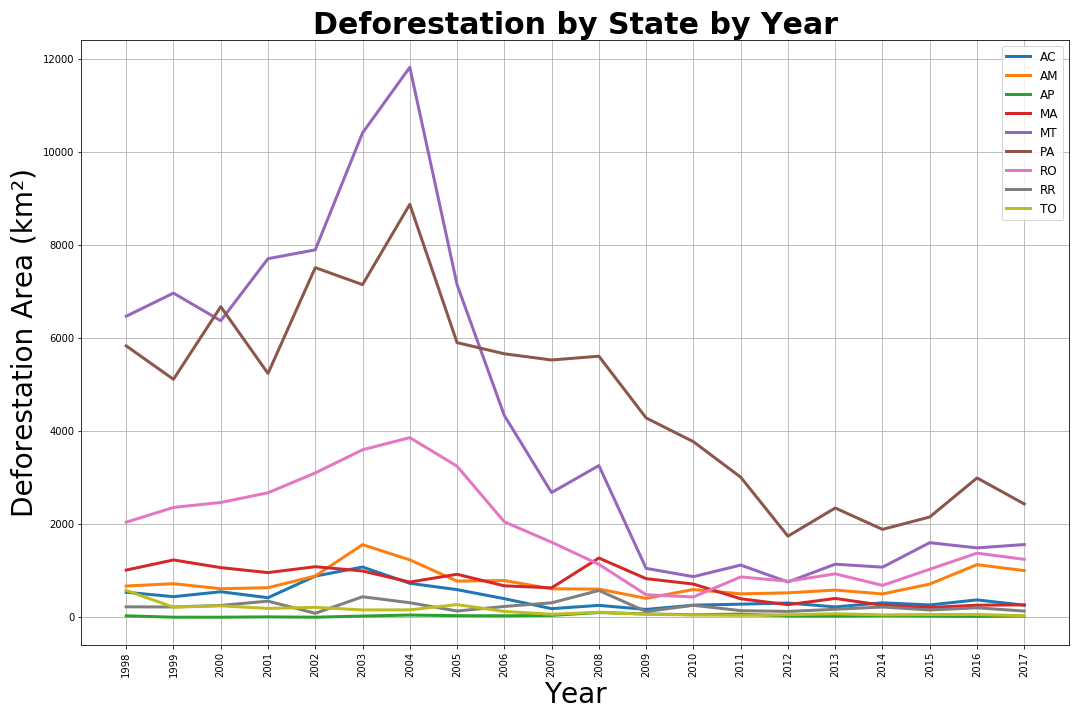 Deforestation by State by Year
Deforestation Area (km²)
12000
10000
8000
6000
4000
2000
0
AC
AM
AP
MA
MT
PA
RO
RR
TO
1998
1999
2000
2001
2002
2003
2004
2005
2006
2007
2008
2009
2010
2011
2012
2013
2014
2015
2016
2017
Year